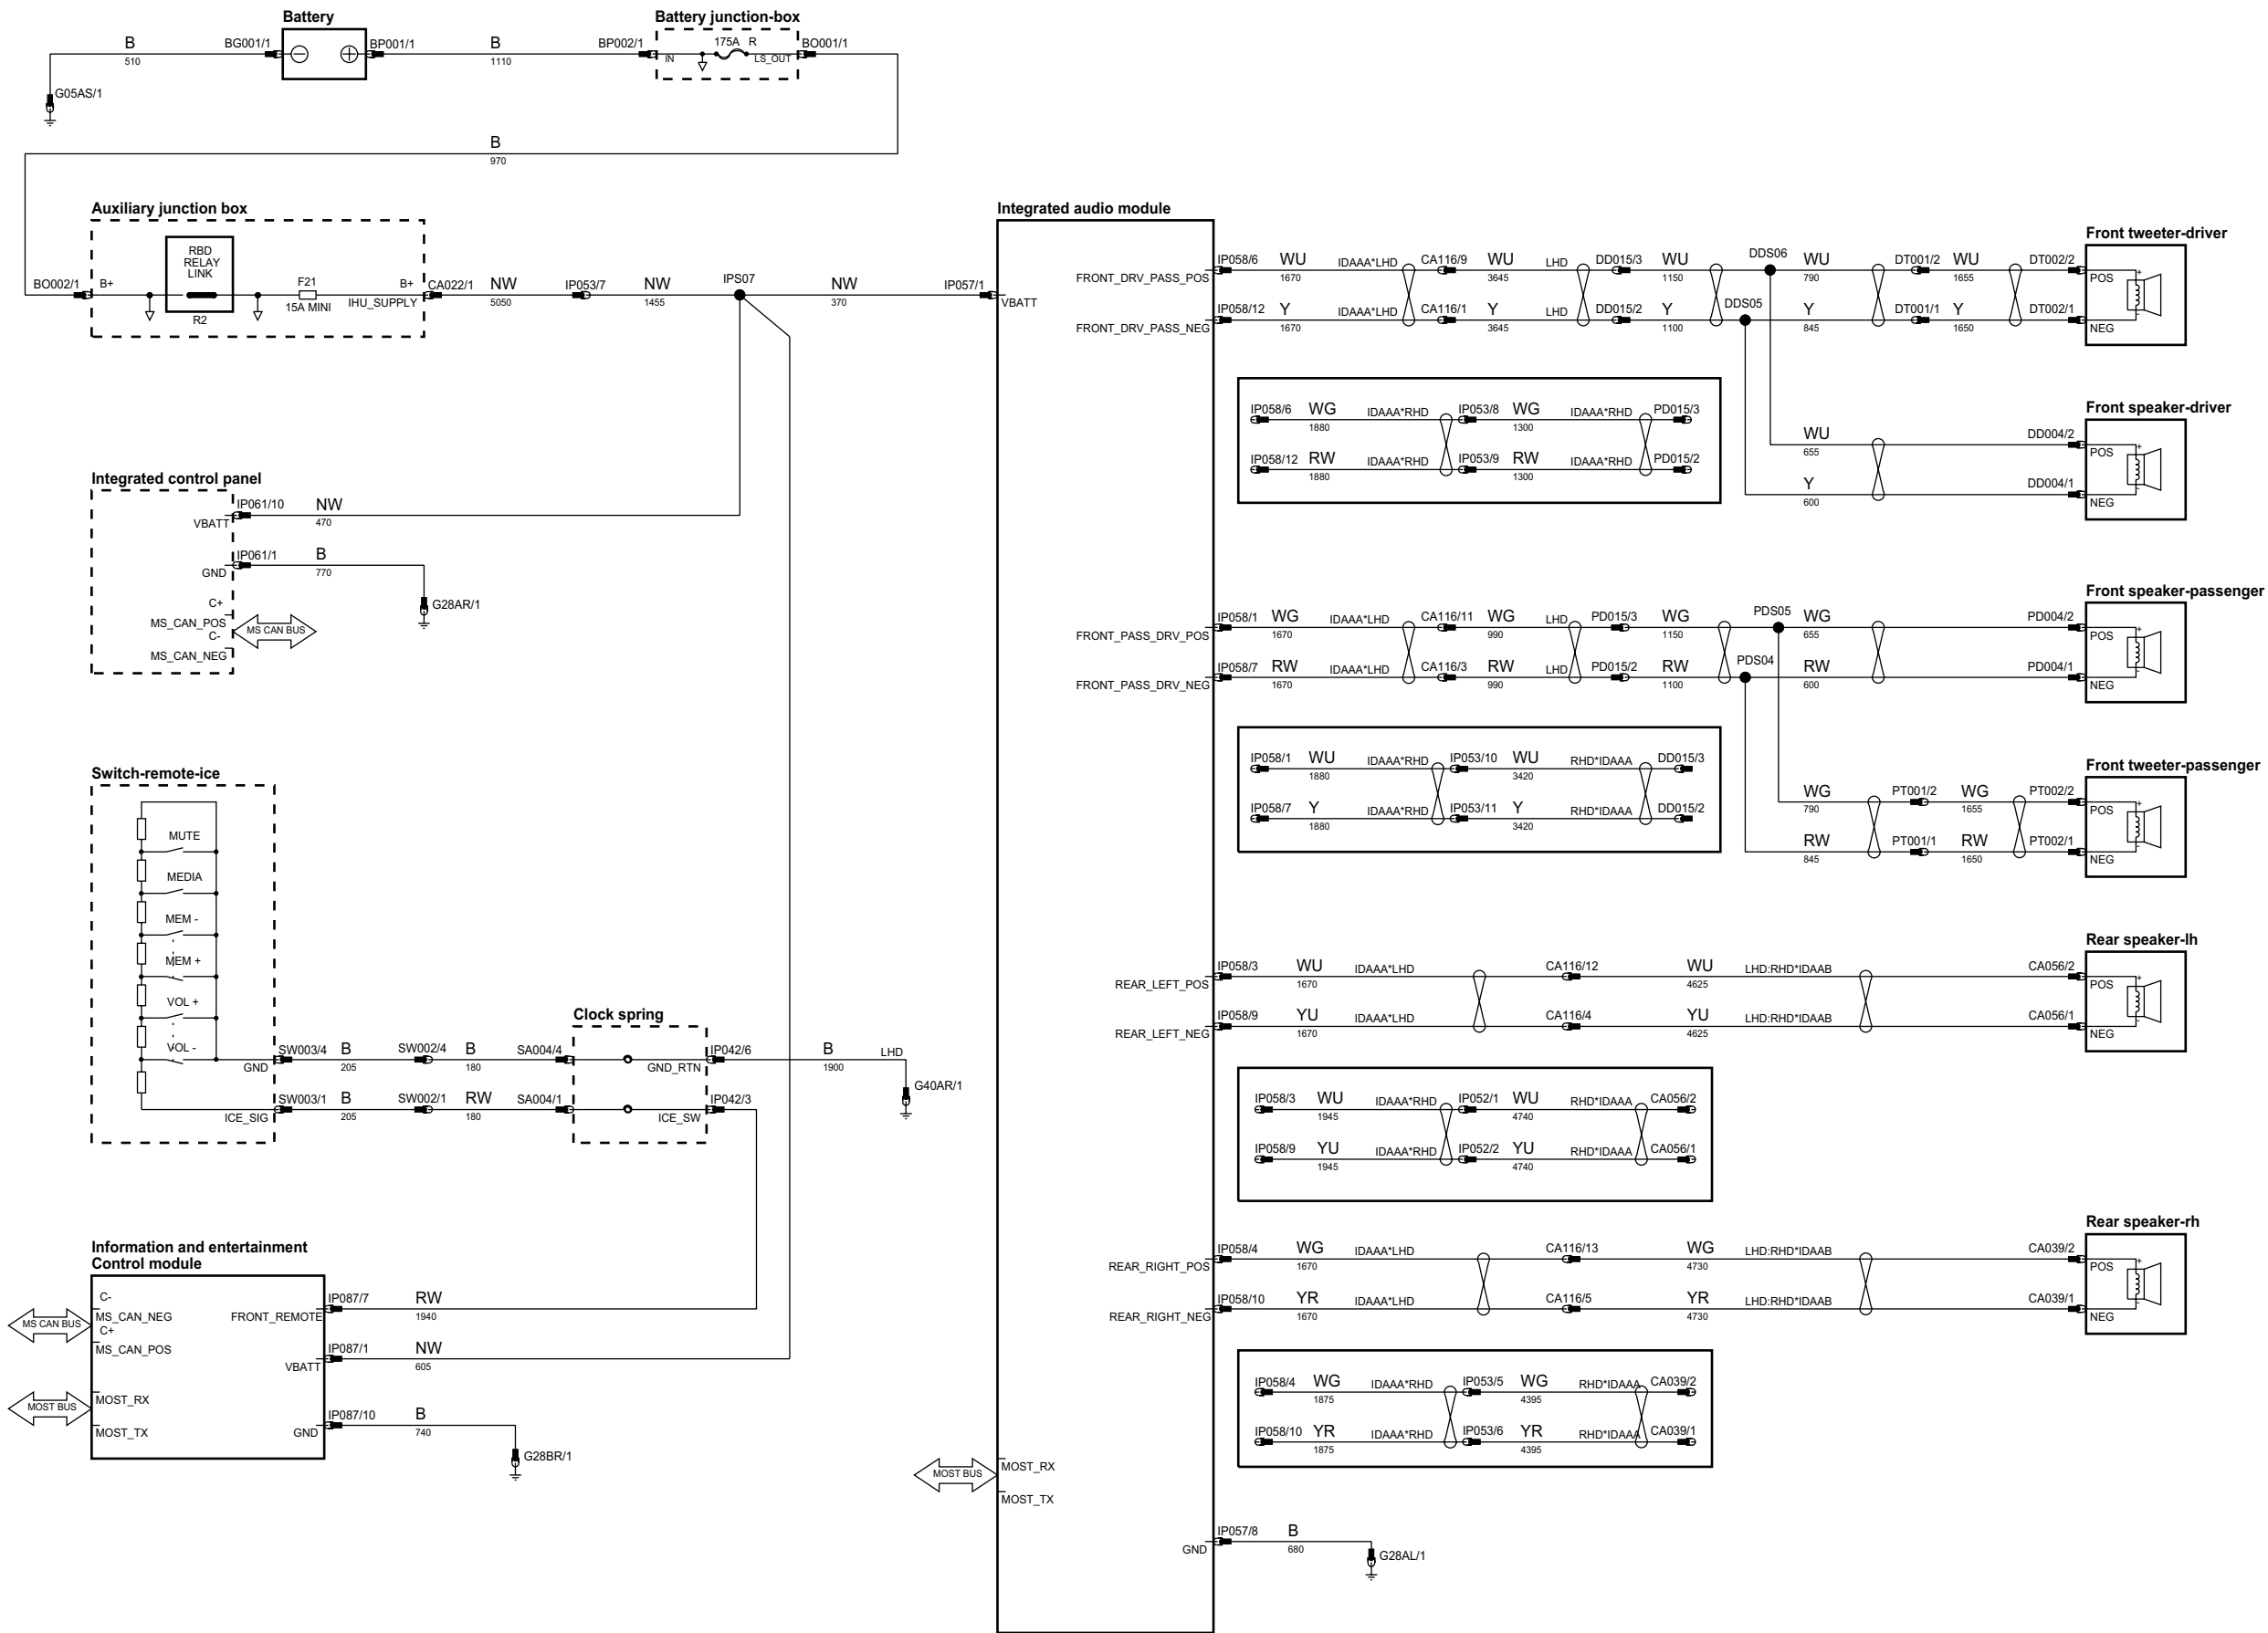 Battery
Battery junction-box
B
510
BG001/1
BP001/1
B
1110
BP002/1
175A R
IN
LS_OUT
BO001/1
G05AS/1
B
970
Auxiliary junction box
RBD
RELAY
LINK
R2
F21
15A MINI
BO002/1
B+
B+
IHU_SUPPLY
CA022/1
NW
5050
IP053/7
NW
1455
IPS07
NW
370
IP057/1
Integrated audio module
VBATT
FRONT_DRV_PASS_POS
FRONT_DRV_PASS_NEG
IP058/6
WU
1670
IDAAA*LHD
CA116/9
WU
3645
LHD
DD015/3
WU
1150
DDS06
WU
790
DT001/2
WU
1655
DT002/2
Front tweeter-driver
POS
+
-
NEG
IP058/12
Y
1670
IDAAA*LHD
CA116/1
Y
3645
LHD
DD015/2
Y
1100
DDS05
Y
845
DT001/1
Y
1650
DT002/1
IP058/6
WG
1880
IDAAA*RHD
IP053/8
WG
1300
IDAAA*RHD
PD015/3
IP058/12
RW
1880
IDAAA*RHD
IP053/9
RW
1300
IDAAA*RHD
PD015/2
Front speaker-driver
WU
655
DD004/2
POS
+
-
Y
600
DD004/1
NEG
Integrated control panel
VBATT
IP061/10
NW
470
GND
IP061/1
B
770
G28AR/1
C+
MS_CAN_POS
C-
MS_CAN_NEG
MS CAN BUS
FRONT_PASS_DRV_POS
FRONT_PASS_DRV_NEG
IP058/1
WG
1670
IDAAA*LHD
CA116/11
WG
990
LHD
PD015/3
WG
1150
PDS05
WG
655
PD004/2
Front speaker-passenger
POS
+
-
NEG
IP058/7
RW
1670
IDAAA*LHD
CA116/3
RW
990
LHD
PD015/2
RW
1100
PDS04
RW
600
PD004/1
IP058/1
WU
1880
IDAAA*RHD
IP053/10
WU
3420
RHD*IDAAA
DD015/3
IP058/7
Y
1880
IDAAA*RHD
IP053/11
Y
3420
RHD*IDAAA
DD015/2
Front tweeter-passenger
WG
790
PT001/2
WG
1655
PT002/2
POS
+
-
RW
845
PT001/1
RW
1650
PT002/1
NEG
Switch-remote-ice
MUTE
MEDIA
MEM -
MEM +
VOL +
VOL -
GND
SW003/4
B
205
SW002/4
B
180
SA004/4
Clock spring
GND_RTN
IP042/6
B
1900
LHD
G40AR/1
ICE_SIG
SW003/1
B
205
SW002/1
RW
180
SA004/1
ICE_SW
IP042/3
REAR_LEFT_POS
REAR_LEFT_NEG
IP058/3
WU
1670
IDAAA*LHD
CA116/12
WU
4625
LHD:RHD*IDAAB
CA056/2
Rear speaker-lh
POS
+
-
NEG
IP058/9
YU
1670
IDAAA*LHD
CA116/4
YU
4625
LHD:RHD*IDAAB
CA056/1
IP058/3
WU
1945
IDAAA*RHD
IP052/1
WU
4740
RHD*IDAAA
CA056/2
IP058/9
YU
1945
IDAAA*RHD
IP052/2
YU
4740
RHD*IDAAA
CA056/1
Information and entertainment
Control module
C-
MS_CAN_NEG
C+
MS_CAN_POS
MS CAN BUS
MOST_RX
MOST_TX
MOST BUS
FRONT_REMOTE
IP087/7
RW
1940
VBATT
IP087/1
NW
605
GND
IP087/10
B
740
G28BR/1
REAR_RIGHT_POS
REAR_RIGHT_NEG
IP058/4
WG
1670
IDAAA*LHD
CA116/13
WG
4730
LHD:RHD*IDAAB
CA039/2
Rear speaker-rh
POS
+
-
NEG
IP058/10
YR
1670
IDAAA*LHD
CA116/5
YR
4730
LHD:RHD*IDAAB
CA039/1
IP058/4
WG
1875
IDAAA*RHD
IP053/5
WG
4395
RHD*IDAAA
CA039/2
IP058/10
YR
1875
IDAAA*RHD
IP053/6
YR
4395
RHD*IDAAA
CA039/1
MOST BUS
MOST_RX
MOST_TX
GND
IP057/8
B
680
G28AL/1